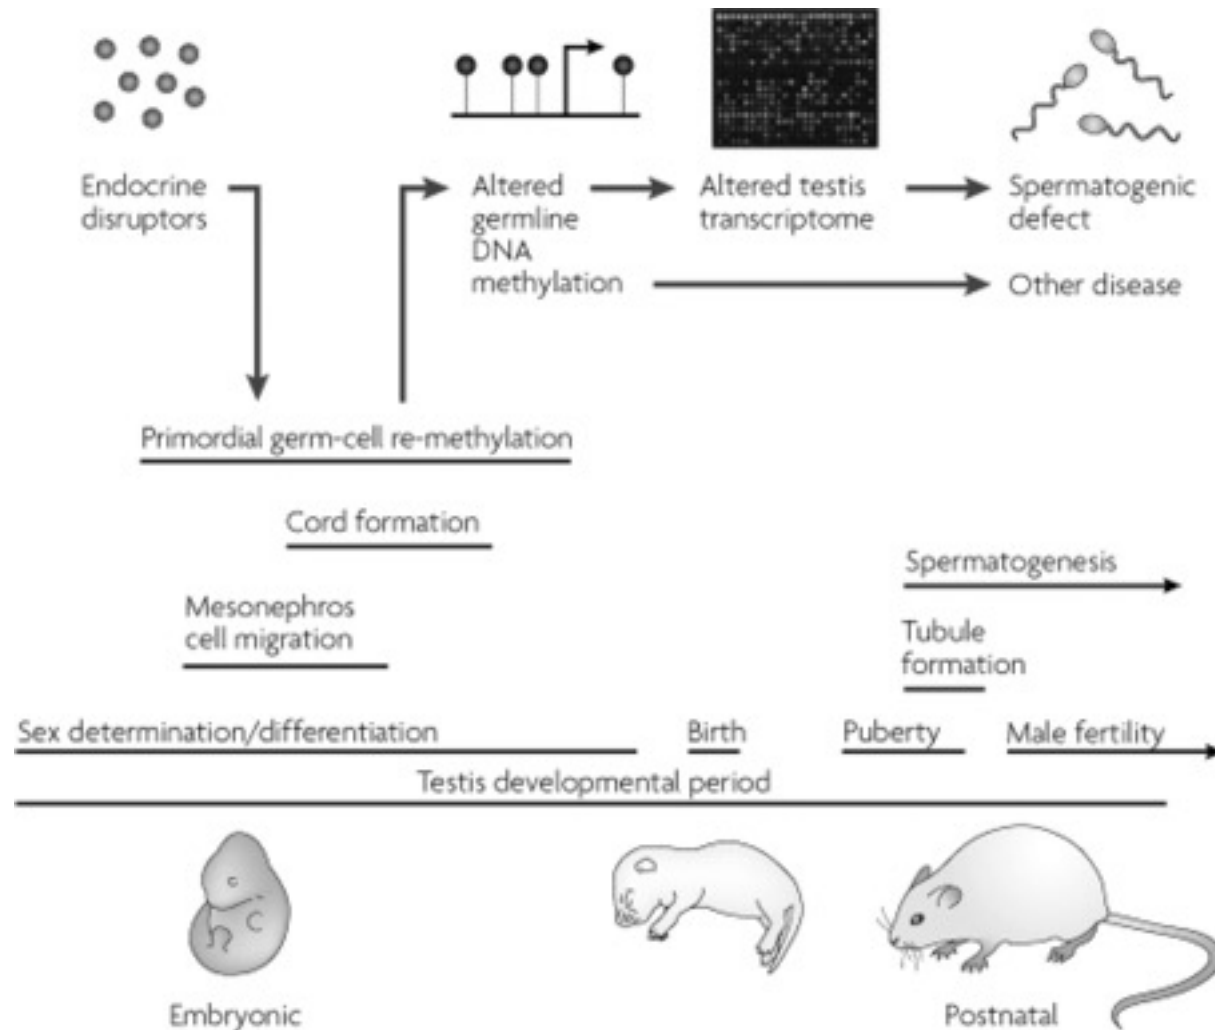 Endocrine
disruptors
Altered
germline
DNA
methylation
Altered testis
transcriptome
Spermatogenic
defect
Other disease
Primordial germ-cell re-methylation
Cord formation
Mesonephros
cell migration
Spermatogenesis
Tubule
formation
Sex determination/differentiation
Birth
Puberty
Male fertility
Testis developmental period
Embryonic
Postnatal